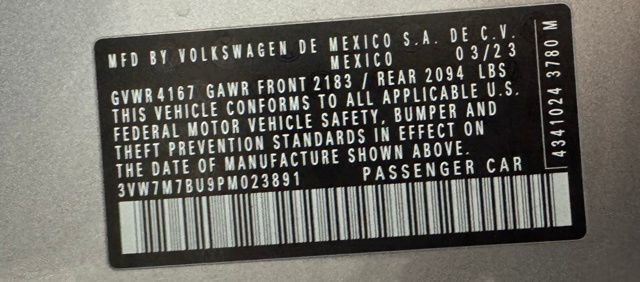 MFD BY VOLKSWAGEN DE MEXICO S.A. DE C.V.
MEXICO 03/23
GVWR 4167 GAWR FRONT 2183 / REAR 2094 LBS
THIS VEHICLE CONFORMS TO ALL APPLICABLE U.S.
FEDERAL MOTOR VEHICLE SAFETY, BUMPER AND
THEFT PREVENTION STANDARDS IN EFFECT ON
THE DATE OF MANUFACTURE SHOWN ABOVE.
3VW7M7BU9PM023891 PASSENGER CAR
4341024 3780 M